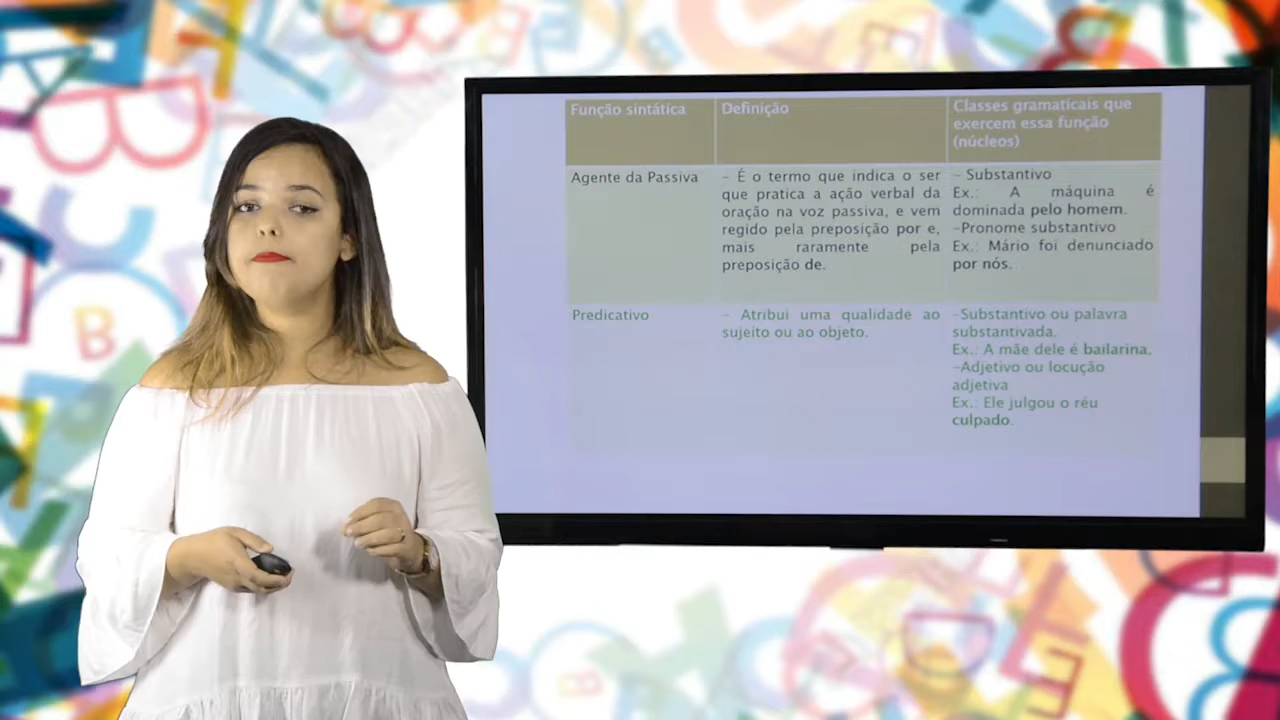 Função sintática
Definição
Classes gramaticais que
exercem essa função
(núcleos)
Agente da Passiva
- É o termo que indica o ser
que pratica a ação verbal da
oração na voz passiva, e vem
regido pela preposição por e,
mais raramente pela
preposição de.
- Substantivo
Ex.: A máquina é
dominada pelo homem.
-Pronome substantivo
Ex.: Mário foi denunciado
por nós.
Predicativo
- Atribui uma qualidade ao
sujeito ou ao objeto.
-Substantivo ou palavra
substantivada.
Ex.: A mãe dele é bailarina.
-Adjetivo ou locução
adjetiva
Ex.: Ele julgou o réu
culpado.